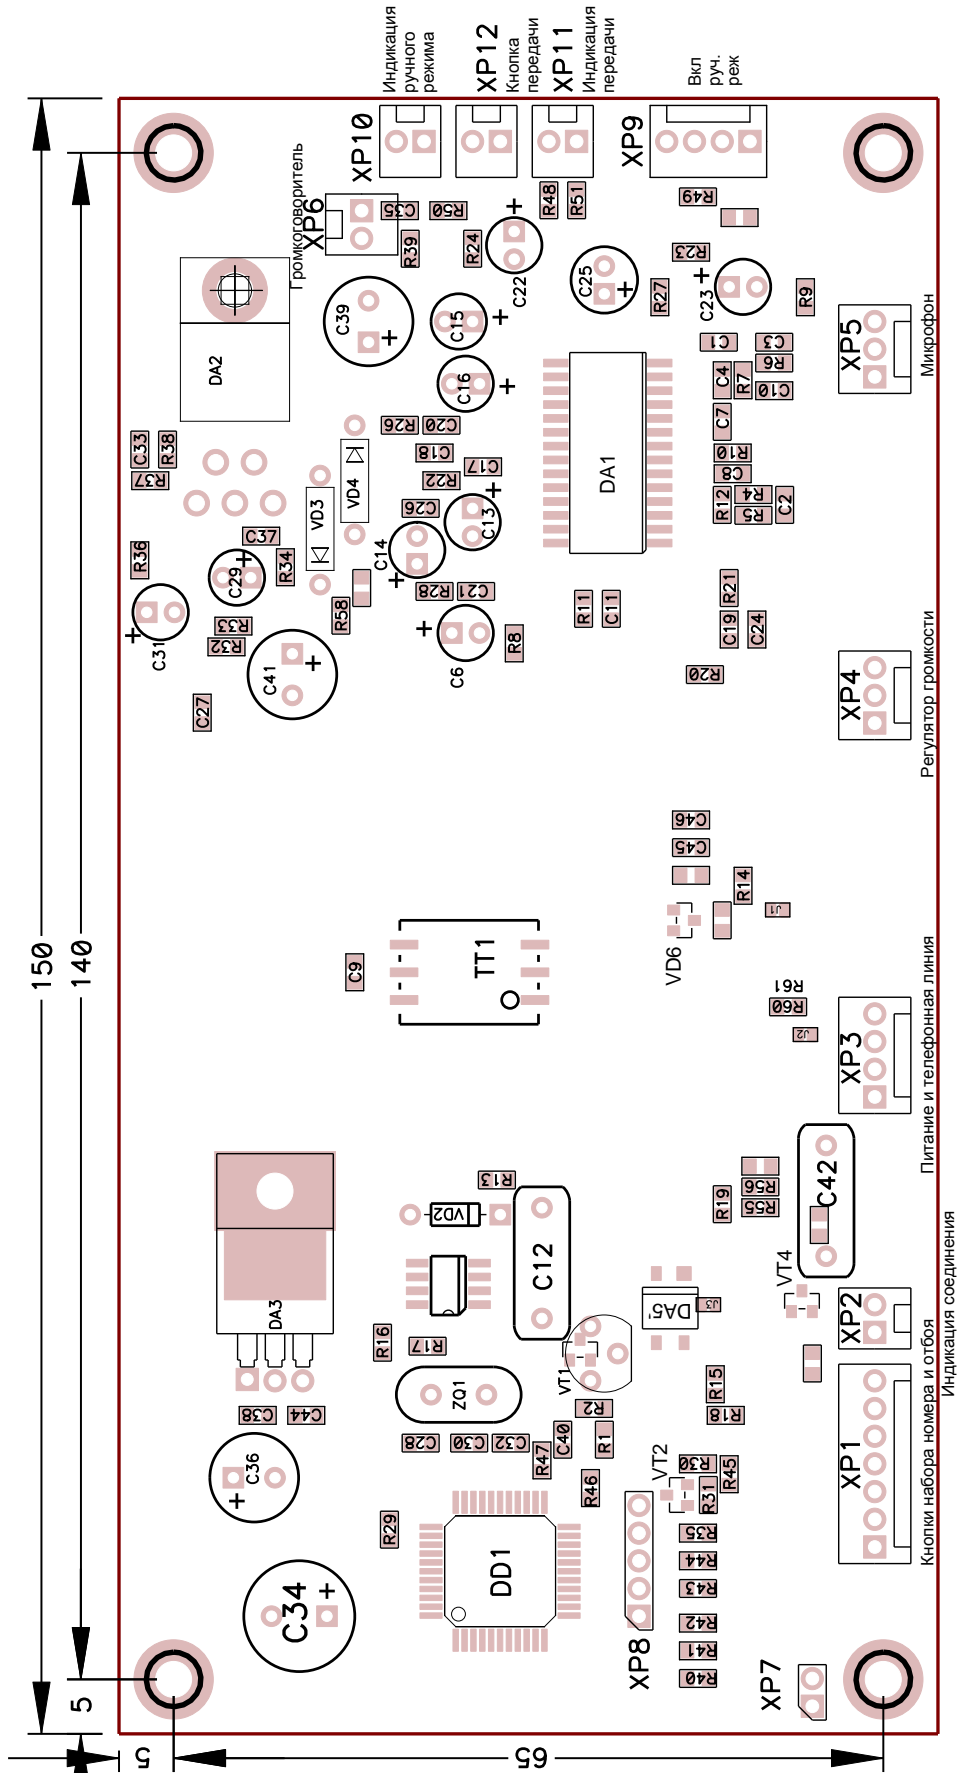 Индикация
ручного
режима
XP12
Кнопка
передачи
XP11
Индикация
передачи
Вкл
руч.
реж
XP10
XP9
Громкоговоритель
XP6
C35
R50
R48
R51
R49
R39
R24
C22
C25
R27
R23
C23
R9
C39
C15
C16
DA2
C1
C3
R6
C4
R7
C10
XP5
Микрофон
C33
R38
R37
R26
C20
C18
C17
R22
VD4
VD3
C26
C13
C14
DA1
C7
R10
C8
R12
R4
R5
C2
R36
C37
C29
R34
R58
R28
C21
C31
R33
R32
C41
C6
R8
R11
C11
R21
C19
C24
R20
C27
XP4
Регулятор громкости
150
140
C46
C45
R14
J1
VD6
C9
TT1
R61
R60
J2
XP3
Питание и телефонная линия
R13
VD2
C12
R19
R56
R55
C42
DA3
DA5
J3
VT4
XP2
Индикация соединения
R16
R17
VT1
ZQ1
R2
R15
R18
C38
C44
C28
C30
C32
R47
C40
R1
C36
R46
VT2
R30
R45
R31
XP1
Кнопки набора номера и отбоя
R29
DD1
R35
R44
R43
R42
R41
R40
C34
XP8
XP7
5
5
65